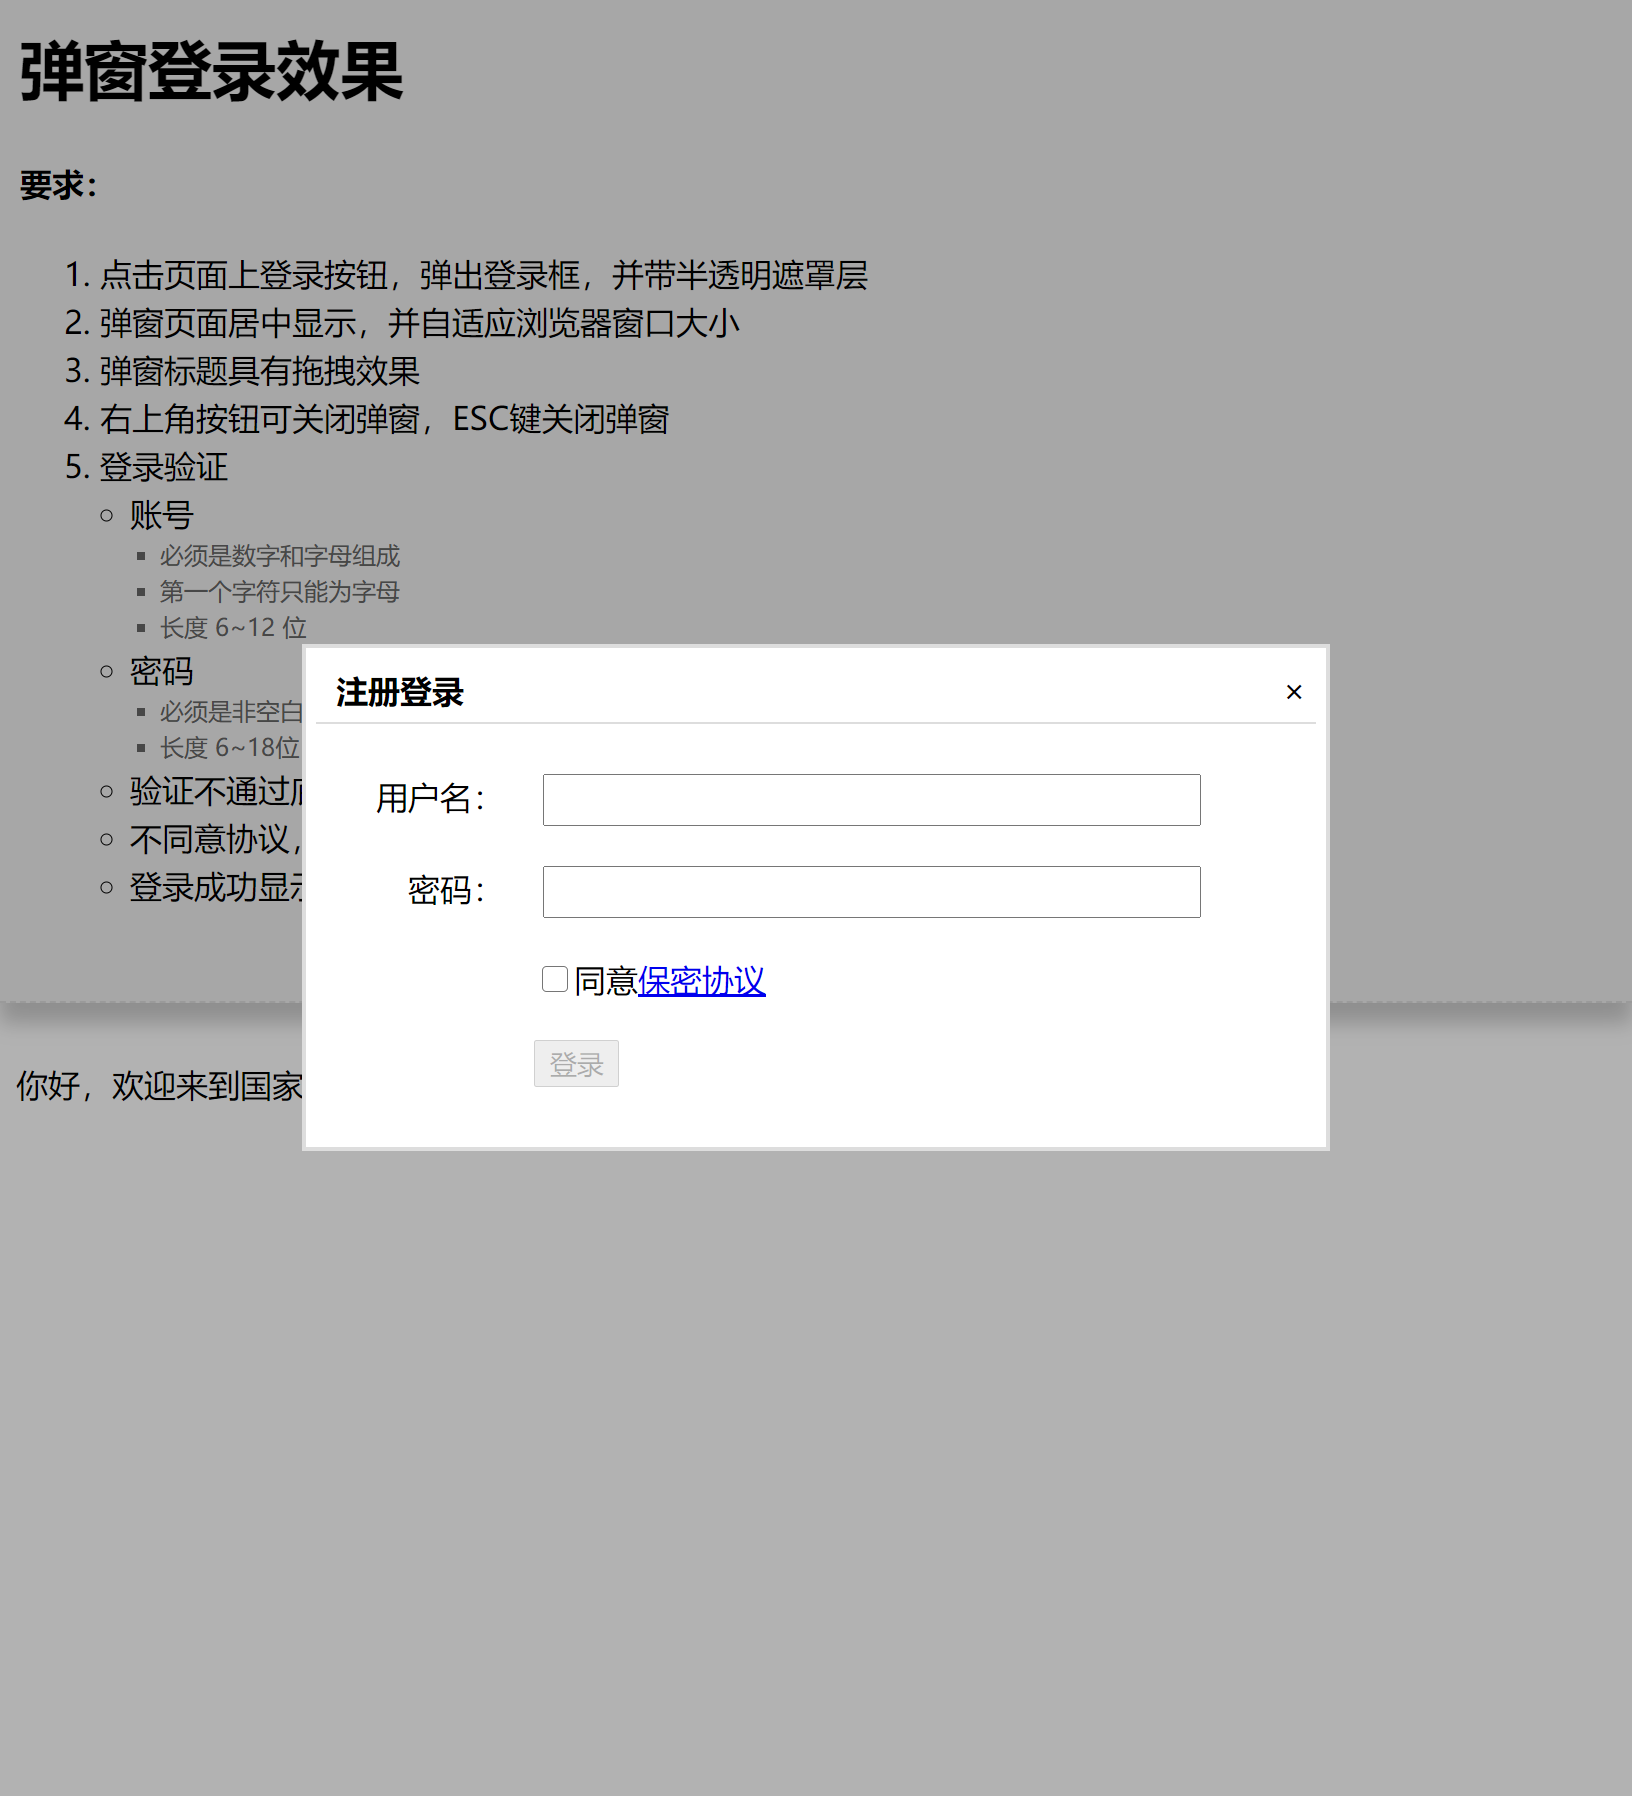 弹窗登录效果
要求：
1. 点击页面上登录按钮，弹出登录框，并带半透明遮罩层
2. 弹窗页面居中显示，并自适应浏览器窗口大小
3. 弹窗标题具有拖拽效果
4. 右上角按钮可关闭弹窗，ESC键关闭弹窗
5. 登录验证
账号
必须是数字和字母组成
第一个字符只能为字母
长度 6~12 位
密码
必须是非空白
长度 6~18位
验证不通过
不同意协议，
登录成功显示
你好，欢迎来到国家
注册登录
×
用户名：
密码：
同意保密协议
登录